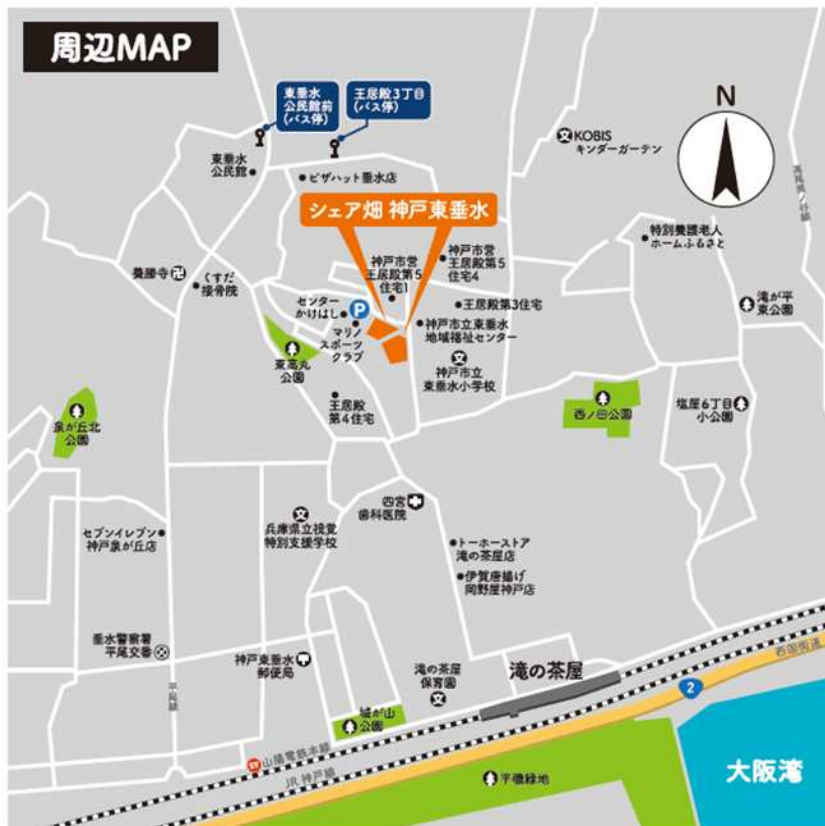 周辺MAP
東垂水
公民館前
(バス停)
王居殿3丁目
(バス停)
N
KOBIS
キンダーガーテン
東垂水
公民館
ピザハット垂水店
シェア畑 神戸東垂水
特別養護老人
ホームふるさと
養勝寺
くすだ
接骨院
神戸市営
王居殿第5
住宅1
神戸市営
王居殿第5
住宅4
センター
かけはし
P
王居殿第3住宅
滝が平
東公園
マリノ
スポーツ
クラブ
神戸市立東垂水
地域福祉センター
東高丸
公園
文
神戸市立
東垂水小学校
王居殿
第4住宅
泉が丘北
公園
西ノ田公園
塩屋6丁目
小公園
四宮
歯科医院
文
兵庫県立視覚
特別支援学校
セブンイレブン
神戸泉が丘店
トーホーストア
滝の茶屋店
伊賀唐揚げ
岡野屋神戸店
垂水警察署
平尾交番
神戸東垂水
郵便局
滝の茶屋
保育園
文
滝の茶屋
西国街道
2
城が山
公園
山陽電鉄本線
JR 神戸線
平磯緑地
大阪湾